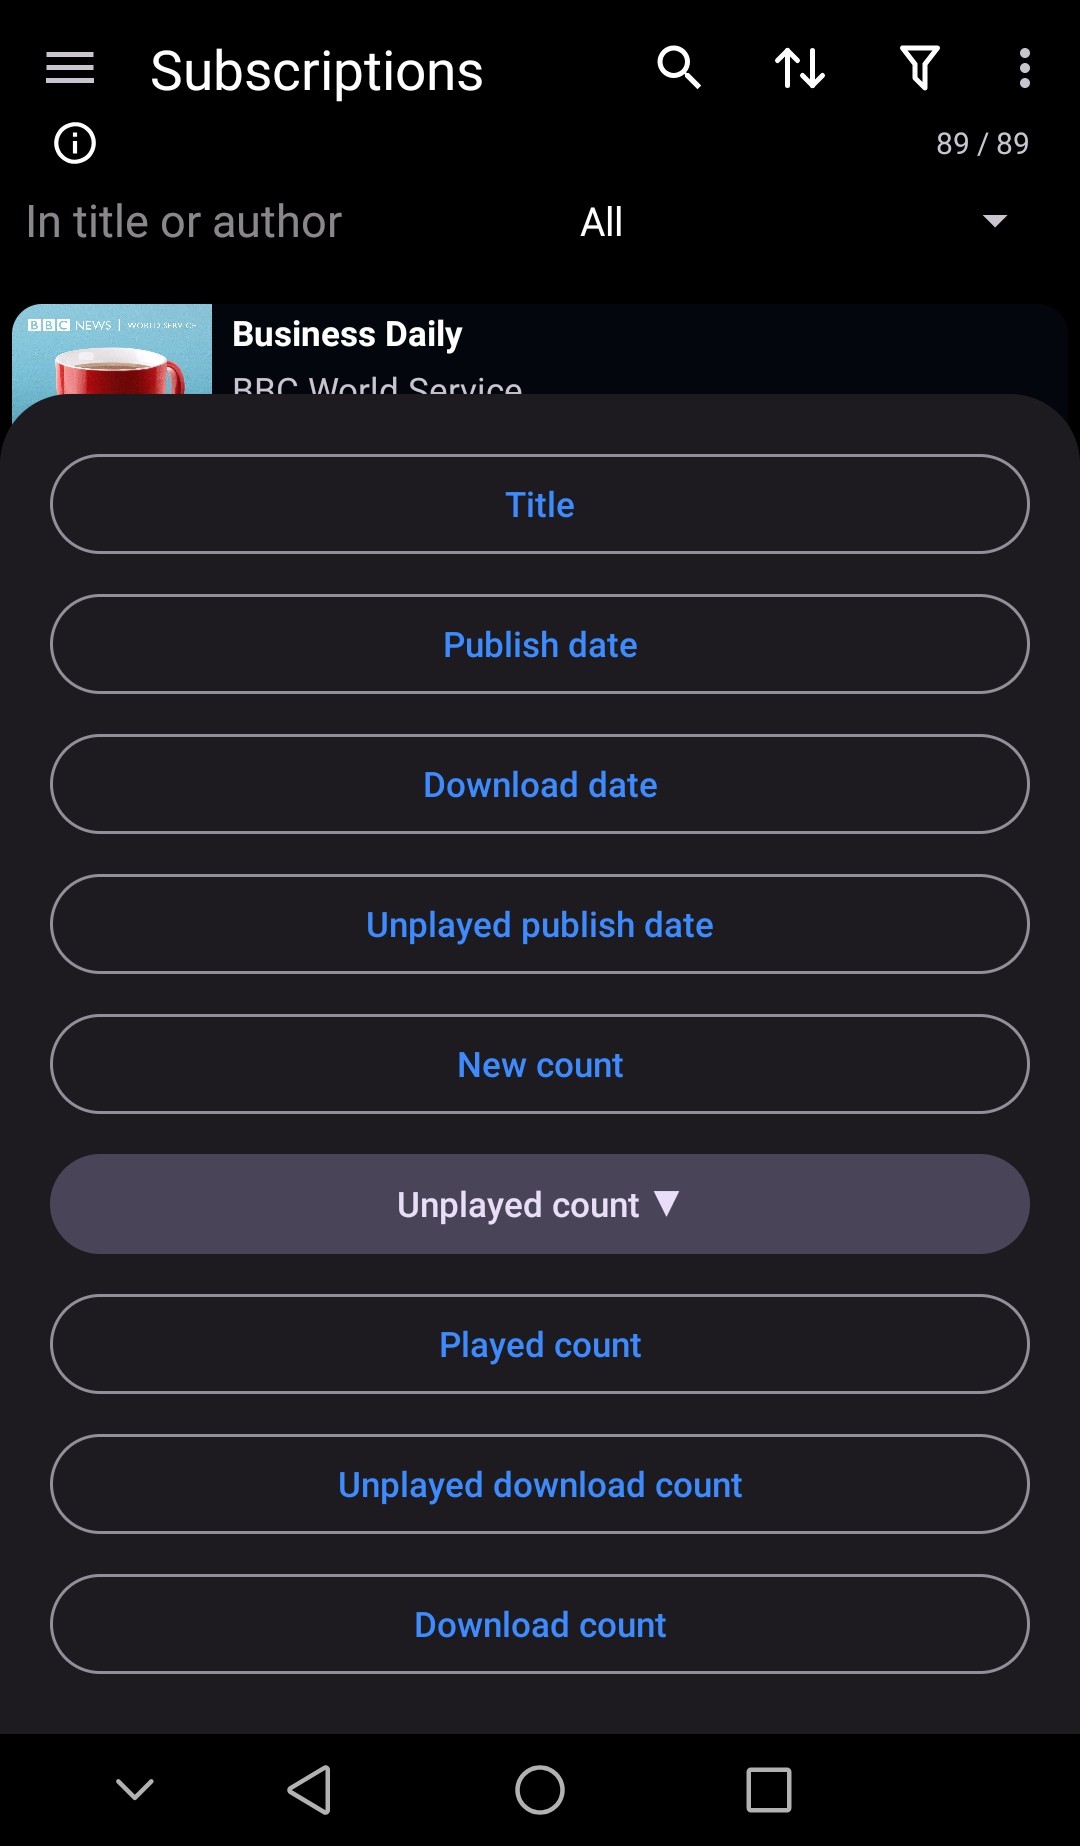 Subscriptions
89 / 89
In title or author
All
BBC NEWS | WORLD SERVICE
Business Daily
BBC World Service
Title
Publish date
Download date
Unplayed publish date
New count
Unplayed count ▼
Played count
Unplayed download count
Download count